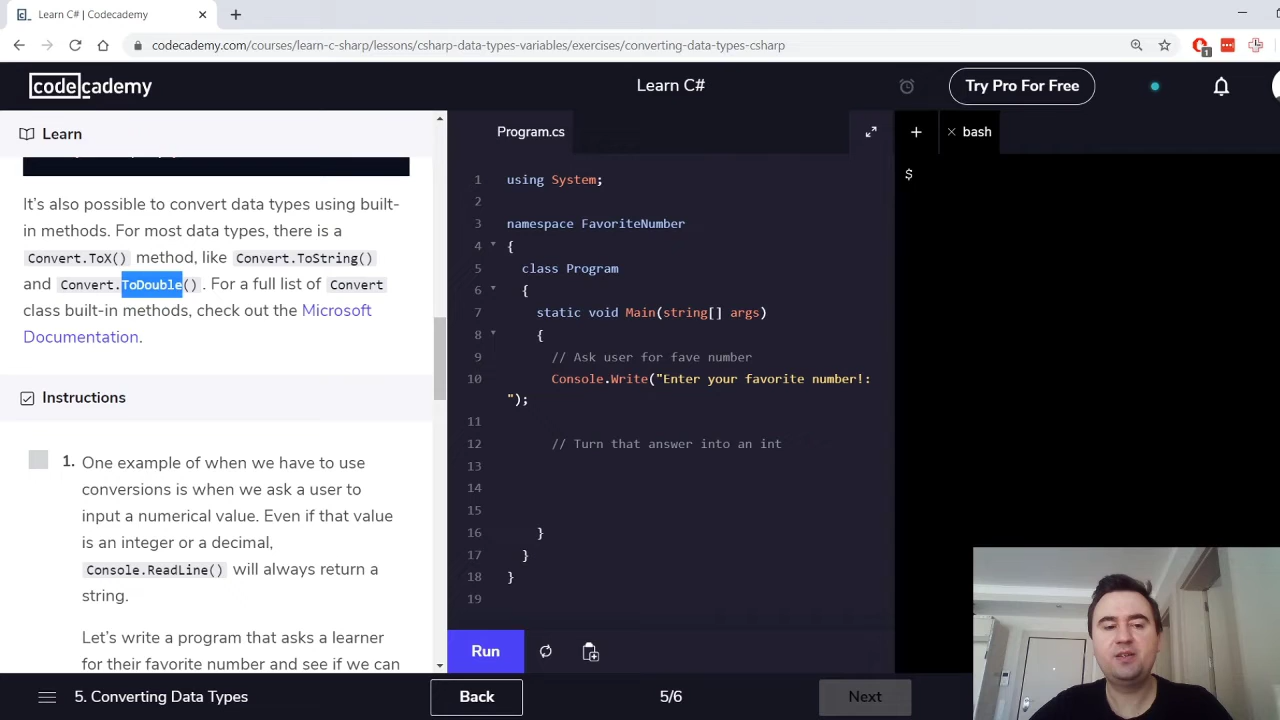 Learn C# | Codecademy
codecademy.com/courses/learn-c-sharp/lessons/csharp-data-types-variables/exercises/converting-data-types-csharp
1
codecademy
Learn C#
Try Pro For Free
Learn
It's also possible to convert data types using built-
in methods. For most data types, there is a
Convert.ToX() method, like Convert.ToString()
and Convert.ToDouble(). For a full list of Convert
class built-in methods, check out the Microsoft
Documentation.
Instructions
1. One example of when we have to use
conversions is when we ask a user to
input a numerical value. Even if that value
is an integer or a decimal,
Console.ReadLine() will always return a
string.
Let's write a program that asks a learner
for their favorite number and see if we can
Program.cs
1 using System;
2
3 namespace FavoriteNumber
4 {
5 class Program
6 {
7 static void Main(string[] args)
8 {
9 // Ask user for fave number
10 Console.Write("Enter your favorite number!:
");
11
12 // Turn that answer into an int
13
14
15
16 }
17 }
18 }
19
+ × bash
$
Run
5. Converting Data Types
Back
5/6
Next